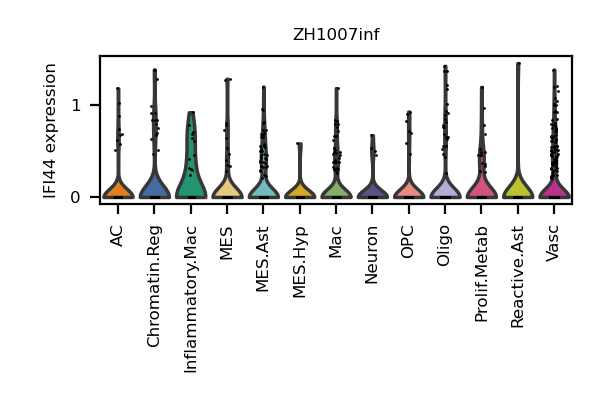 ZH1007inf
IFI44 expression
1
0
AC
Chromatin.Reg
Inflammatory.Mac
MES
MES.Ast
MES.Hyp
Mac
Neuron
OPC
Oligo
Prolif.Metab
Reactive.Ast
Vasc